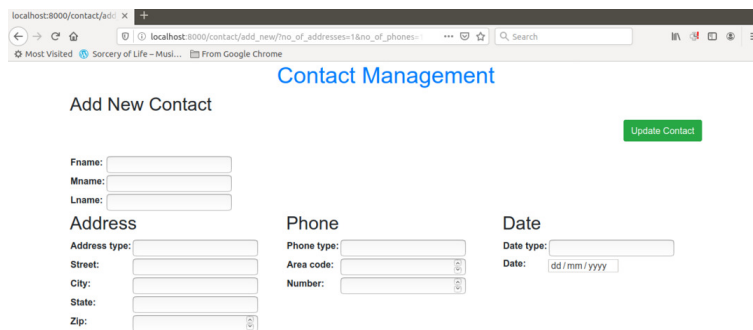 localhost:8000/contact/add
localhost:8000/contact/add_new/?no_of_addresses=1&no_of_phones=
Search
Most Visited
Sorcery of Life – Musi...
From Google Chrome
Contact Management
Add New Contact
Update Contact
Fname:
Mname:
Lname:
Address
Address type:
Street:
City:
State:
Zip:
Phone
Phone type:
Area code:
Number:
Date
Date type:
Date: dd / mm / yyyy